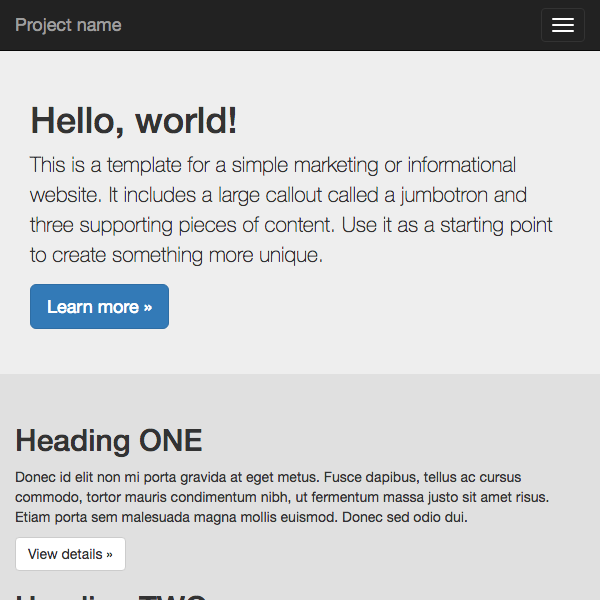 Project name
Hello, world!
This is a template for a simple marketing or informational
website. It includes a large callout called a jumbotron and
three supporting pieces of content. Use it as a starting point
to create something more unique.
Learn more »
Heading ONE
Donec id elit non mi porta gravida at eget metus. Fusce dapibus, tellus ac cursus
commodo, tortor mauris condimentum nibh, ut fermentum massa justo sit amet risus.
Etiam porta sem malesuada magna mollis euismod. Donec sed odio dui.
View details »
Heading TWO